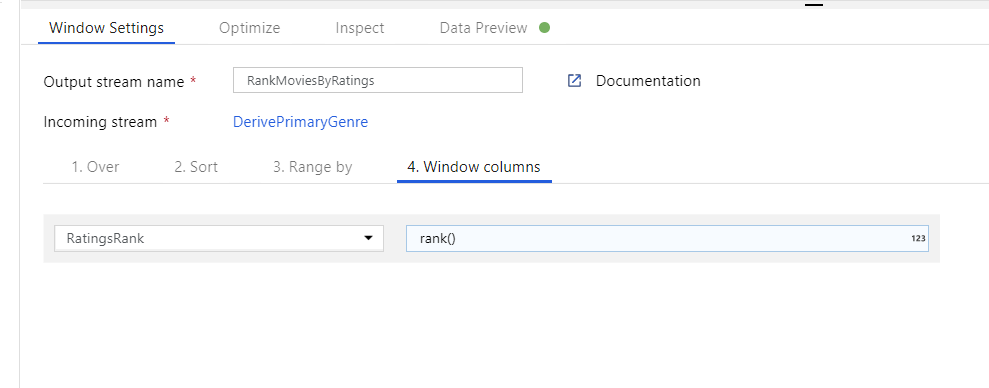 Window Settings Optimize Inspect Data Preview
Output stream name * RankMoviesByRatings Documentation
Incoming stream * DerivePrimaryGenre
1. Over 2. Sort 3. Range by 4. Window columns
RatingsRank rank() 123